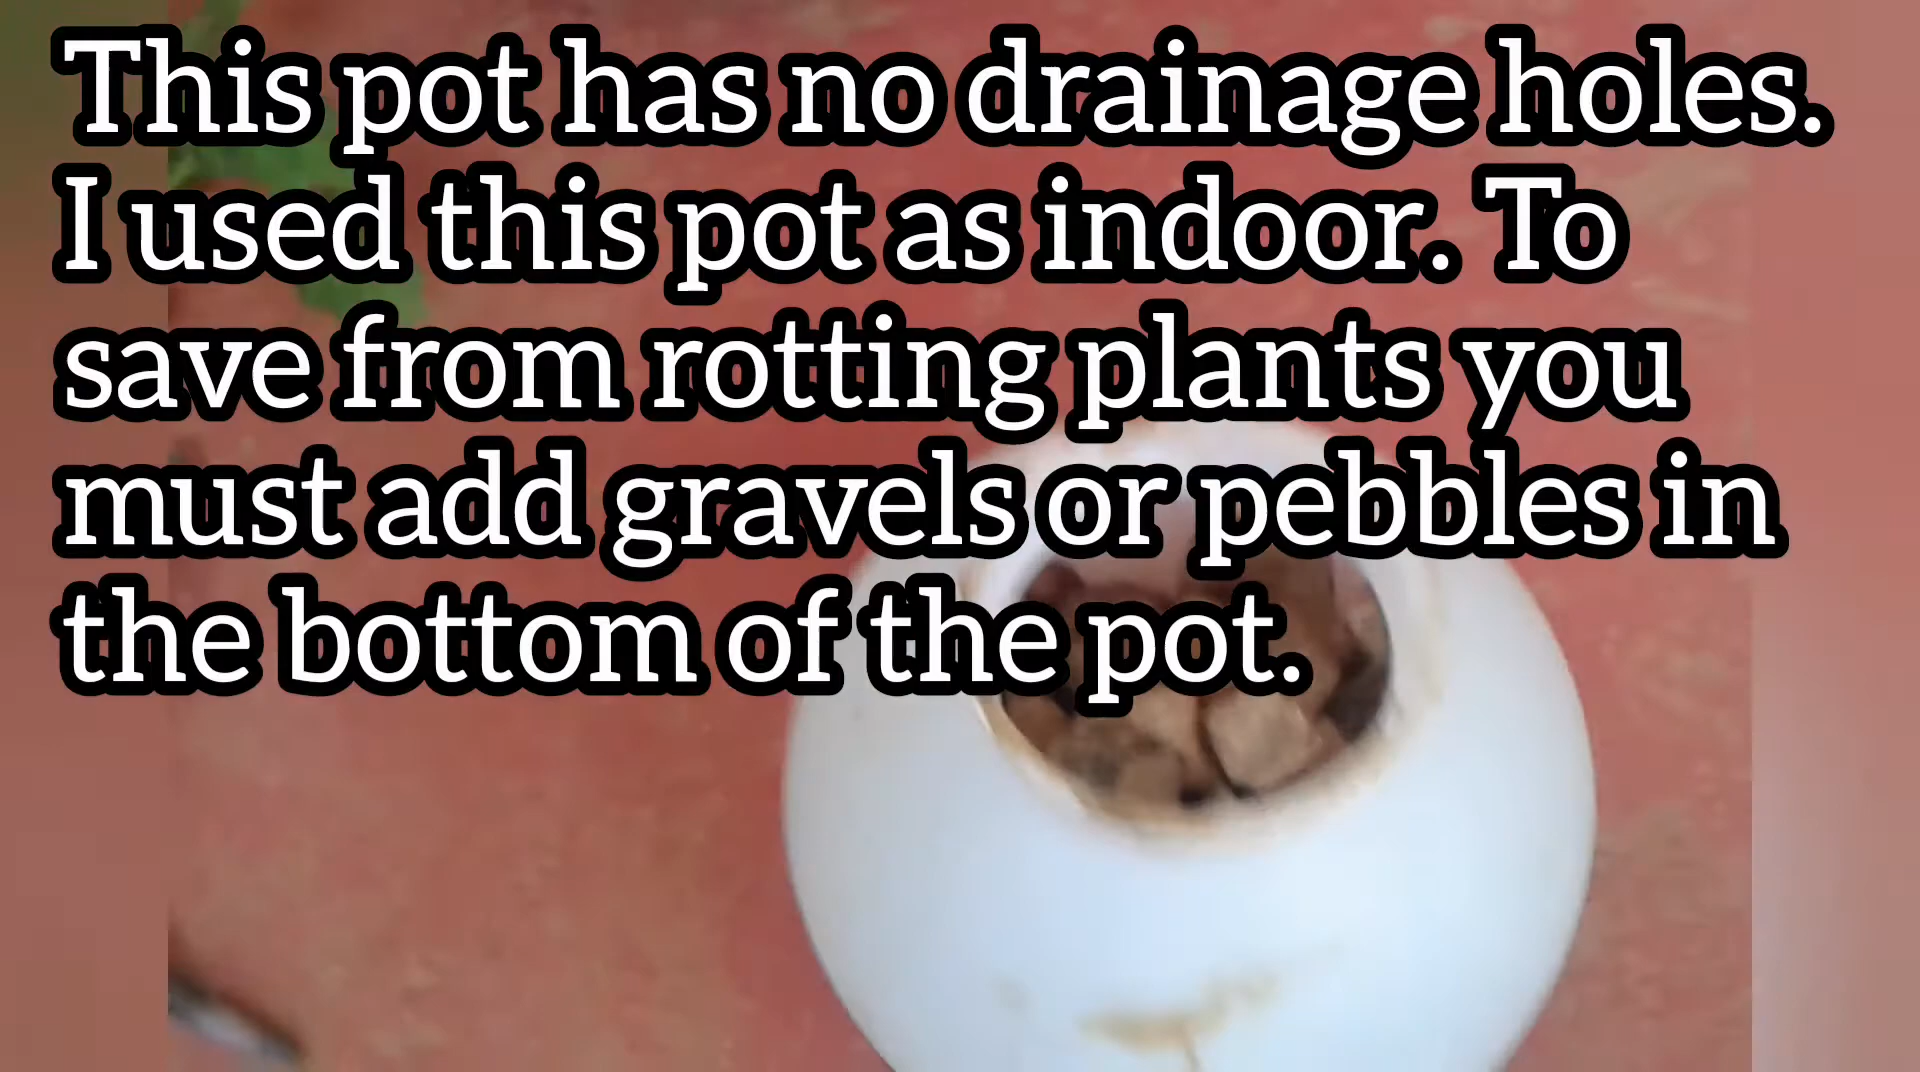 This pot has no drainage holes.
I used this pot as indoor. To
save from rotting plants you
must add gravels or pebbles in
the bottom of the pot.